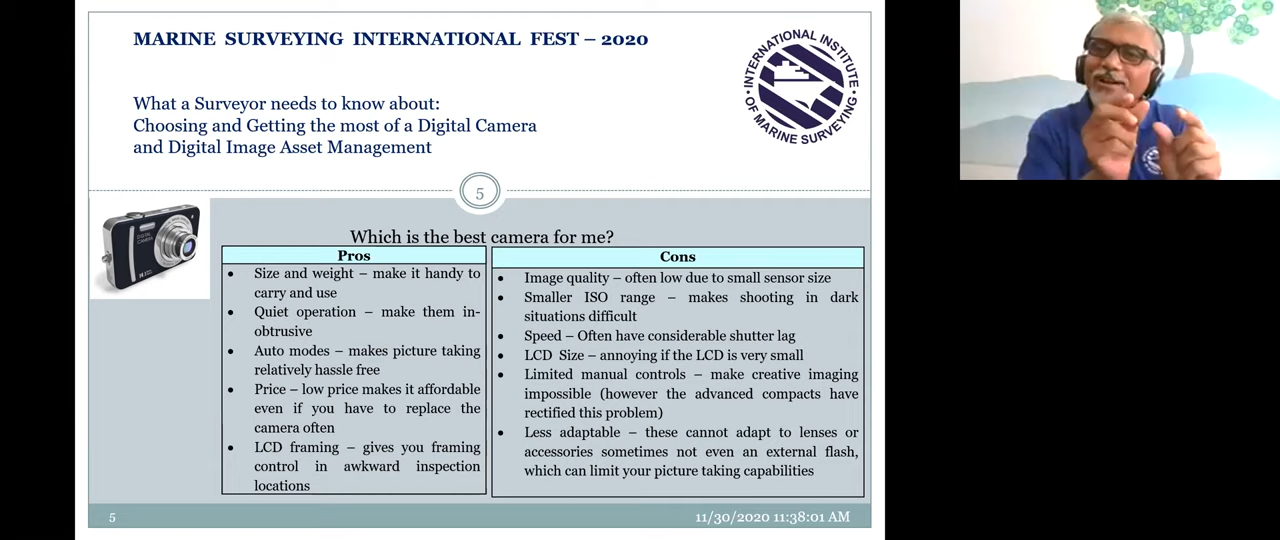 MARINE SURVEYING INTERNATIONAL FEST – 2020
INTERNATIONAL INSTITUTE
OF MARINE SURVEYING
What a Surveyor needs to know about:
Choosing and Getting the most of a Digital Camera
and Digital Image Asset Management
5
Which is the best camera for me?
DIGITAL
CAMERA
Pros
• Size and weight – make it handy to
carry and use
• Quiet operation – make them in-
obtrusive
• Auto modes – makes picture taking
relatively hassle free
• Price – low price makes it affordable
even if you have to replace the
camera often
• LCD framing – gives you framing
control in awkward inspection
locations
Cons
• Image quality – often low due to small sensor size
• Smaller ISO range – makes shooting in dark
situations difficult
• Speed – Often have considerable shutter lag
• LCD Size – annoying if the LCD is very small
• Limited manual controls – make creative imaging
impossible (however the advanced compacts have
rectified this problem)
• Less adaptable – these cannot adapt to lenses or
accessories sometimes not even an external flash,
which can limit your picture taking capabilities
5
11/30/2020 11:38:01 AM